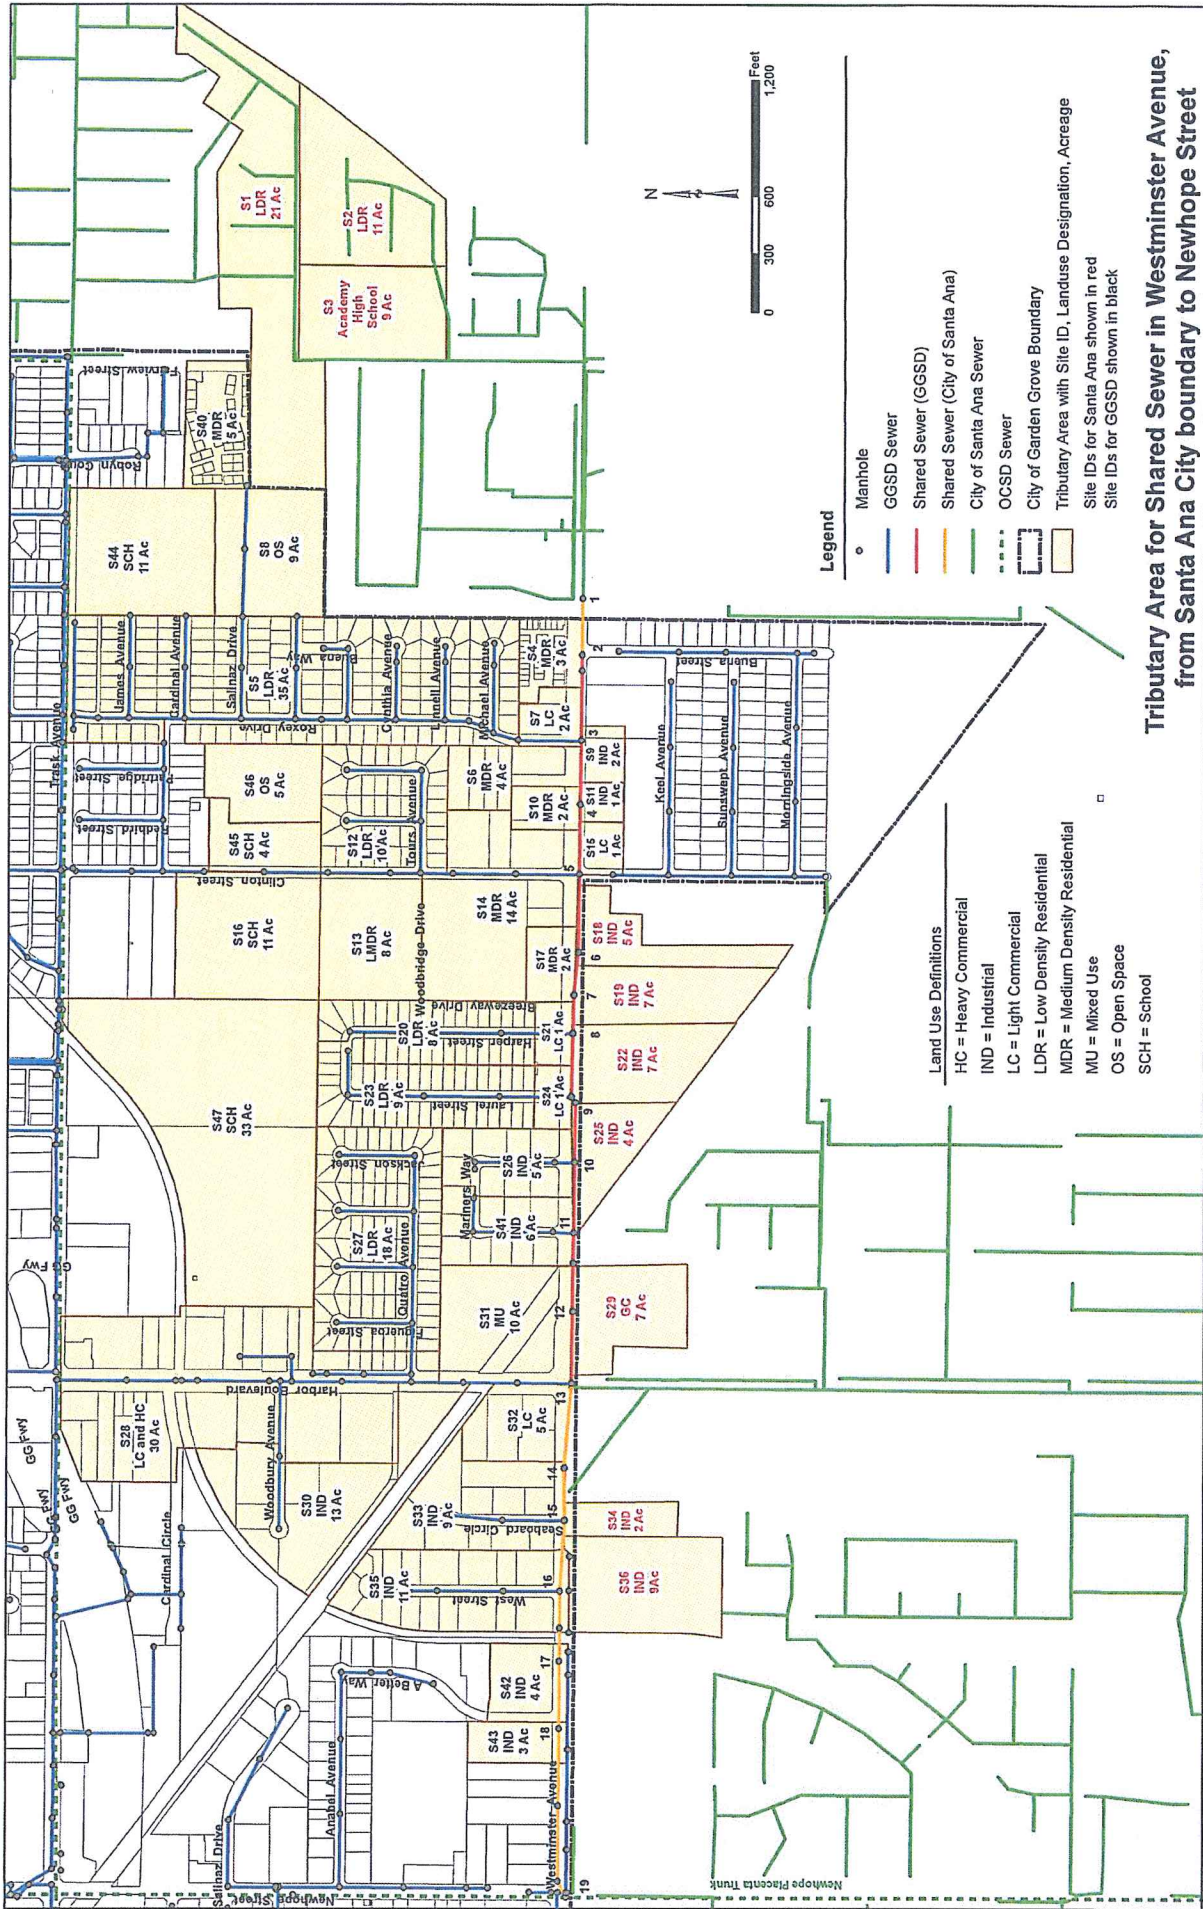 Tributary Area for Shared Sewer in Westminster Avenue,
from Santa Ana City boundary to Newhope Street
Legend
Manhole
GGSD Sewer
Shared Sewer (GGSD)
Shared Sewer (City of Santa Ana)
City of Santa Ana Sewer
OCSD Sewer
City of Garden Grove Boundary
Tributary Area with Site ID, Landuse Designation, Acreage
Site IDs for Santa Ana shown in red
Site IDs for GGSD shown in black
N
0 300 600 1,200
Feet
Land Use Definitions
HC = Heavy Commercial
IND = Industrial
LC = Light Commercial
LDR = Low Density Residential
MDR = Medium Density Residential
MU = Mixed Use
OS = Open Space
SCH = School
GG Fwy
GG Fwy
GG Fwy
Trask Avenue
Cardinal Circle
S28
LC and HC
30 Ac
Woodbury Avenue
S30
IND
13 Ac
Harbor Boulevard
S47
SCH
33 Ac
S16
SCH
11 Ac
Clinton Street
Redbird Street
Partridge Street
S45
SCH
4 Ac
S46
OS
5 Ac
James Avenue
Cardinal Avenue
Salinaz Drive
S5
LDR
35 Ac
Roxey Drive
Buena Way
Cynthia Avenue
Linnell Avenue
Michael Avenue
S44
SCH
11 Ac
S8
OS
9 Ac
Fairview Street
S40
MDR
5 Ac
S1
LDR
21 Ac
S2
LDR
11 Ac
S3
Academy
High
School
9 Ac
Salinaz Drive
Newhope Street
Anabel Avenue
A Better Way
S43
IND
3 Ac
S42
IND
4 Ac
S35
IND
11 Ac
West Street
S33
IND
9 Ac
Seaboard Circle
S32
LC
5 Ac
Figueroa Street
S27
LDR
18 Ac
Quatro Avenue
Jackson Street
S31
MU
10 Ac
Mariners Way
S41
IND
6 Ac
S26
IND
5 Ac
S23
LDR
9 Ac
Laurel Street
S24
LC 1 Ac
S20
LDR
8 Ac
Harper Street
S21
LC 1 Ac
Breezeway Drive
Woodbridge Drive
S13
LMDR
8 Ac
S14
MDR
14 Ac
S17
MDR
2 Ac
S12
LDR
10 Ac
Tours Avenue
S6
MDR
4 Ac
S10
MDR
2 Ac
S7
LC
2 Ac
S4
MDR
3 Ac
Westminster Avenue
19
18
17
16
15
14
13
12
11
10
9
8
7
6
5
4
3
2
1
S36
IND
9Ac
S34
IND
2 Ac
S29
GC
7 Ac
S25
IND
4 Ac
S22
IND
7 Ac
S19
IND
7 Ac
S18
IND
5 Ac
S15
LC
1 Ac
S11
IND
1 Ac
S9
IND
2 Ac
Keel Avenue
Sunswept Avenue
Morningside Avenue
Buena Street
Newhope Placenta Trunk